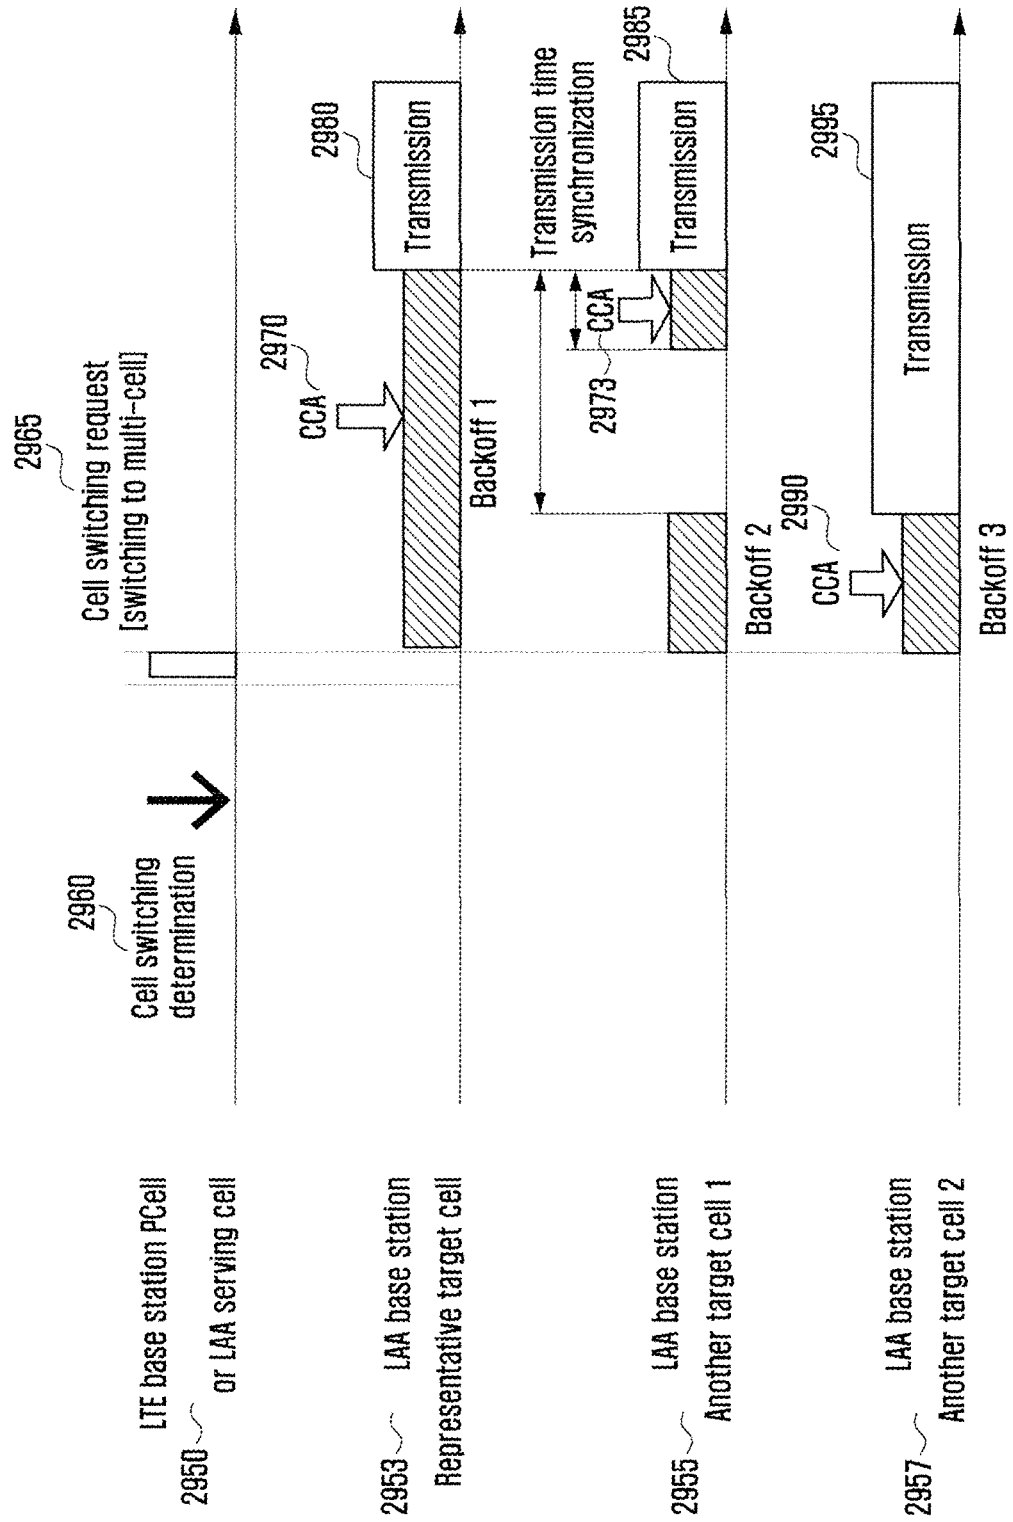 2960
Cell switching
determination
2965
Cell switching request
[switching to multi-cell]
LTE base station PCell
or LAA serving cell
2950
2970
CCA
2980
Transmission
Backoff 1
LAA base station
Representative target cell
2953
Transmission time
synchronization
2973
CCA
2985
Transmission
Backoff 2
LAA base station
Another target cell 1
2955
2990
CCA
2995
Transmission
Backoff 3
LAA base station
Another target cell 2
2957